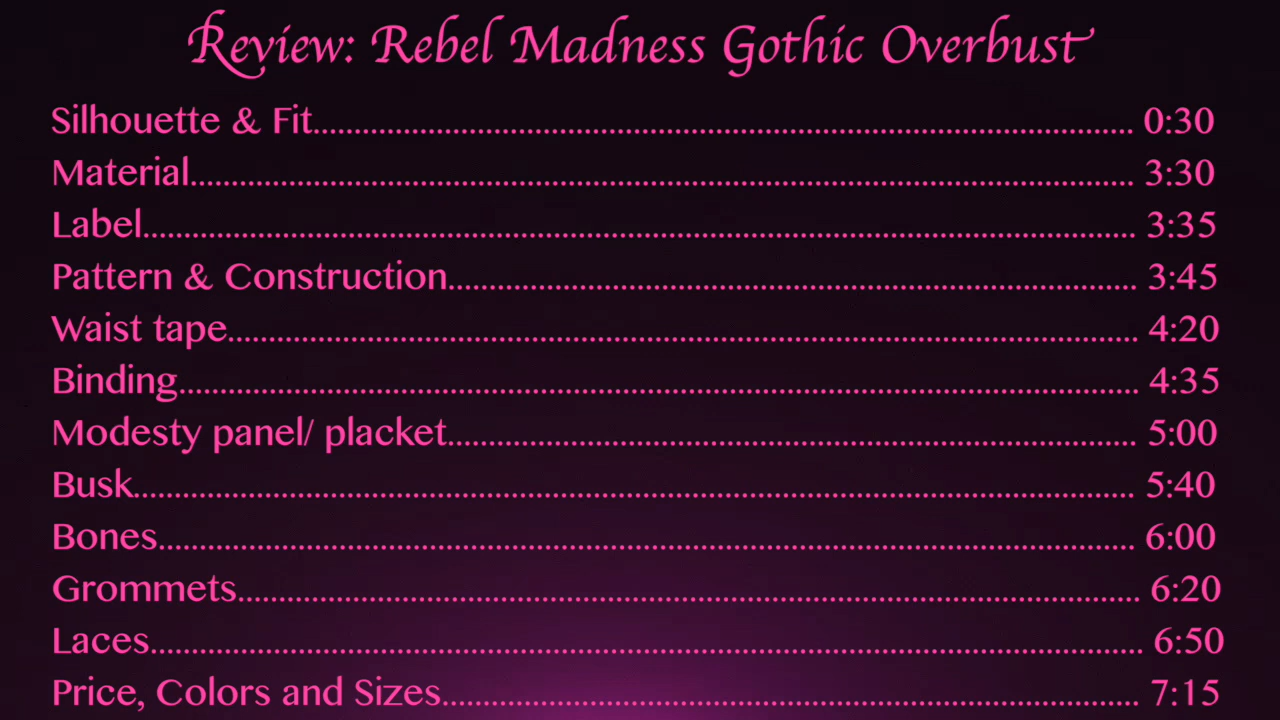 Review: Rebel Madness Gothic Overbust
Silhouette & Fit.................................................................................. 0:30
Material.............................................................................................. 3:30
Label................................................................................................... 3:35
Pattern & Construction..................................................................... 3:45
Waist tape........................................................................................... 4:20
Binding................................................................................................ 4:35
Modesty panel/ placket..................................................................... 5:00
Busk.................................................................................................... 5:40
Bones.................................................................................................. 6:00
Grommets.......................................................................................... 6:20
Laces................................................................................................... 6:50
Price, Colors and Sizes...................................................................... 7:15